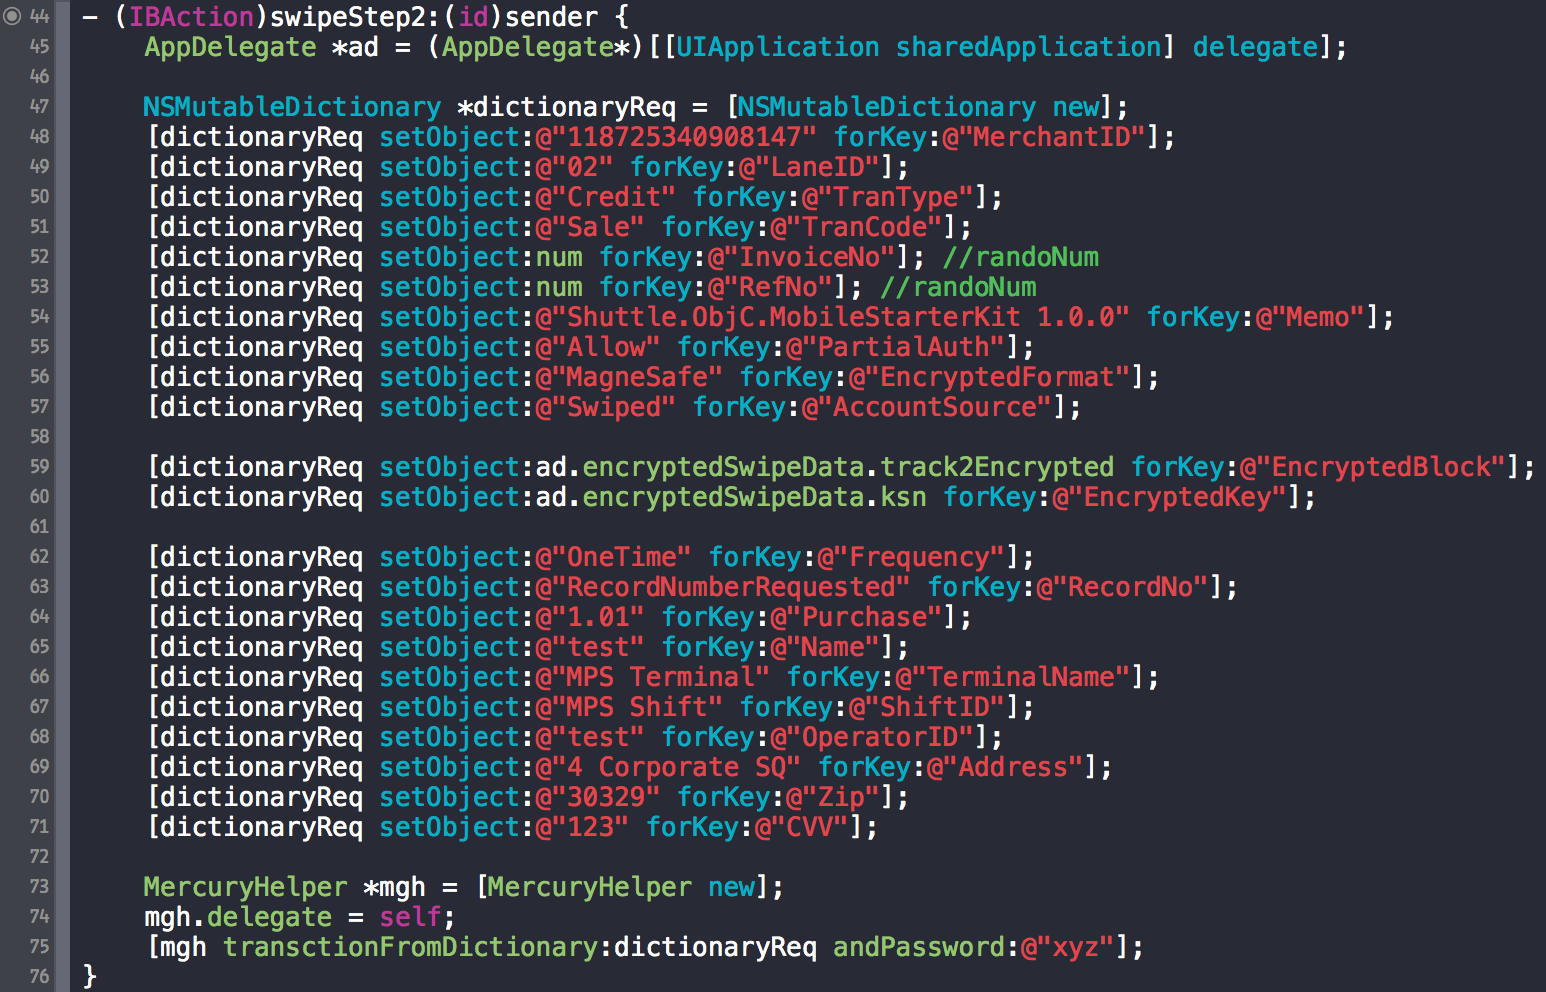 44 - (IBAction)swipeStep2:(id)sender {
45 AppDelegate *ad = (AppDelegate*)[[UIApplication sharedApplication] delegate];
46
47 NSMutableDictionary *dictionaryReq = [NSMutableDictionary new];
48 [dictionaryReq setObject:@"118725340908147" forKey:@"MerchantID"];
49 [dictionaryReq setObject:@"02" forKey:@"LaneID"];
50 [dictionaryReq setObject:@"Credit" forKey:@"TranType"];
51 [dictionaryReq setObject:@"Sale" forKey:@"TranCode"];
52 [dictionaryReq setObject:num forKey:@"InvoiceNo"]; //randoNum
53 [dictionaryReq setObject:num forKey:@"RefNo"]; //randoNum
54 [dictionaryReq setObject:@"Shuttle.ObjC.MobileStarterKit 1.0.0" forKey:@"Memo"];
55 [dictionaryReq setObject:@"Allow" forKey:@"PartialAuth"];
56 [dictionaryReq setObject:@"MagneSafe" forKey:@"EncryptedFormat"];
57 [dictionaryReq setObject:@"Swiped" forKey:@"AccountSource"];
58
59 [dictionaryReq setObject:ad.encryptedSwipeData.track2Encrypted forKey:@"EncryptedBlock"];
60 [dictionaryReq setObject:ad.encryptedSwipeData.ksn forKey:@"EncryptedKey"];
61
62 [dictionaryReq setObject:@"OneTime" forKey:@"Frequency"];
63 [dictionaryReq setObject:@"RecordNumberRequested" forKey:@"RecordNo"];
64 [dictionaryReq setObject:@"1.01" forKey:@"Purchase"];
65 [dictionaryReq setObject:@"test" forKey:@"Name"];
66 [dictionaryReq setObject:@"MPS Terminal" forKey:@"TerminalName"];
67 [dictionaryReq setObject:@"MPS Shift" forKey:@"ShiftID"];
68 [dictionaryReq setObject:@"test" forKey:@"OperatorID"];
69 [dictionaryReq setObject:@"4 Corporate SQ" forKey:@"Address"];
70 [dictionaryReq setObject:@"30329" forKey:@"Zip"];
71 [dictionaryReq setObject:@"123" forKey:@"CVV"];
72
73 MercuryHelper *mgh = [MercuryHelper new];
74 mgh.delegate = self;
75 [mgh transctionFromDictionary:dictionaryReq andPassword:@"xyz"];
76 }